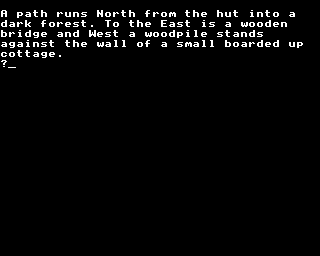 A path runs North from the hut into a
dark forest. To the East is a wooden
bridge and West a woodpile stands
against the wall of a small boarded up
cottage.
?_